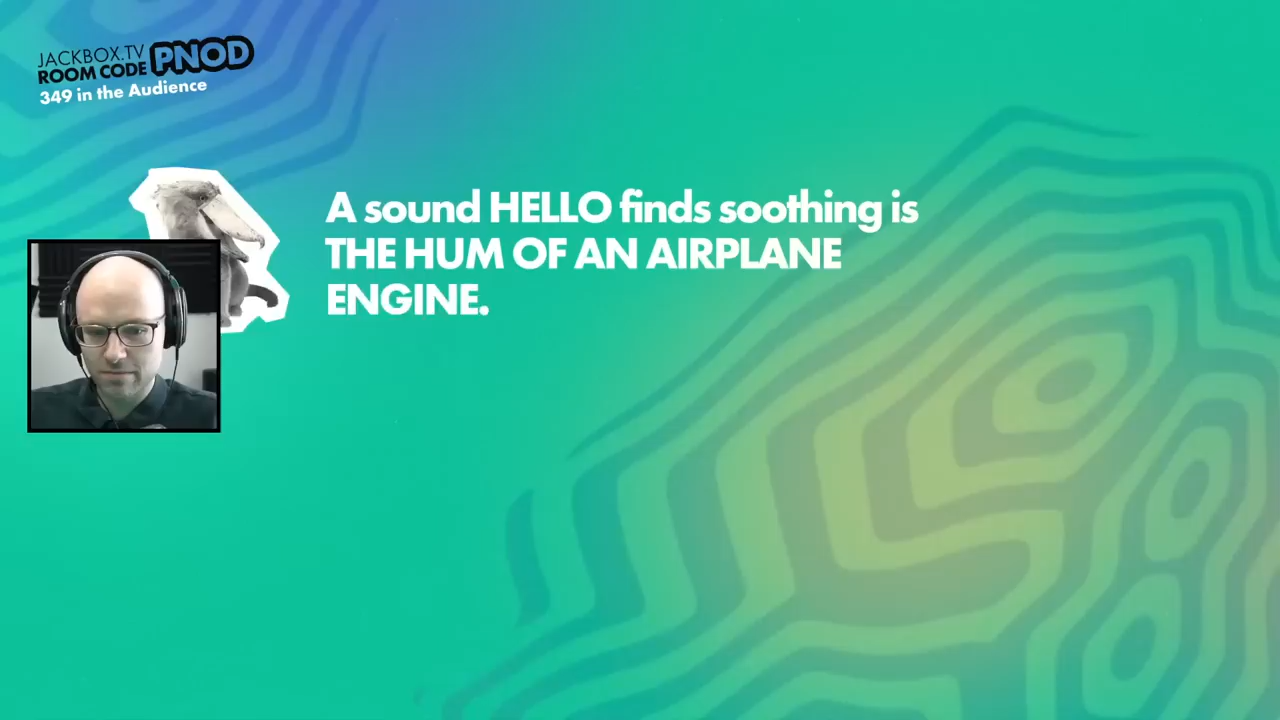 JACKBOX.TV
ROOM CODE PNOD
349 in the Audience
A sound HELLO finds soothing is
THE HUM OF AN AIRPLANE
ENGINE.